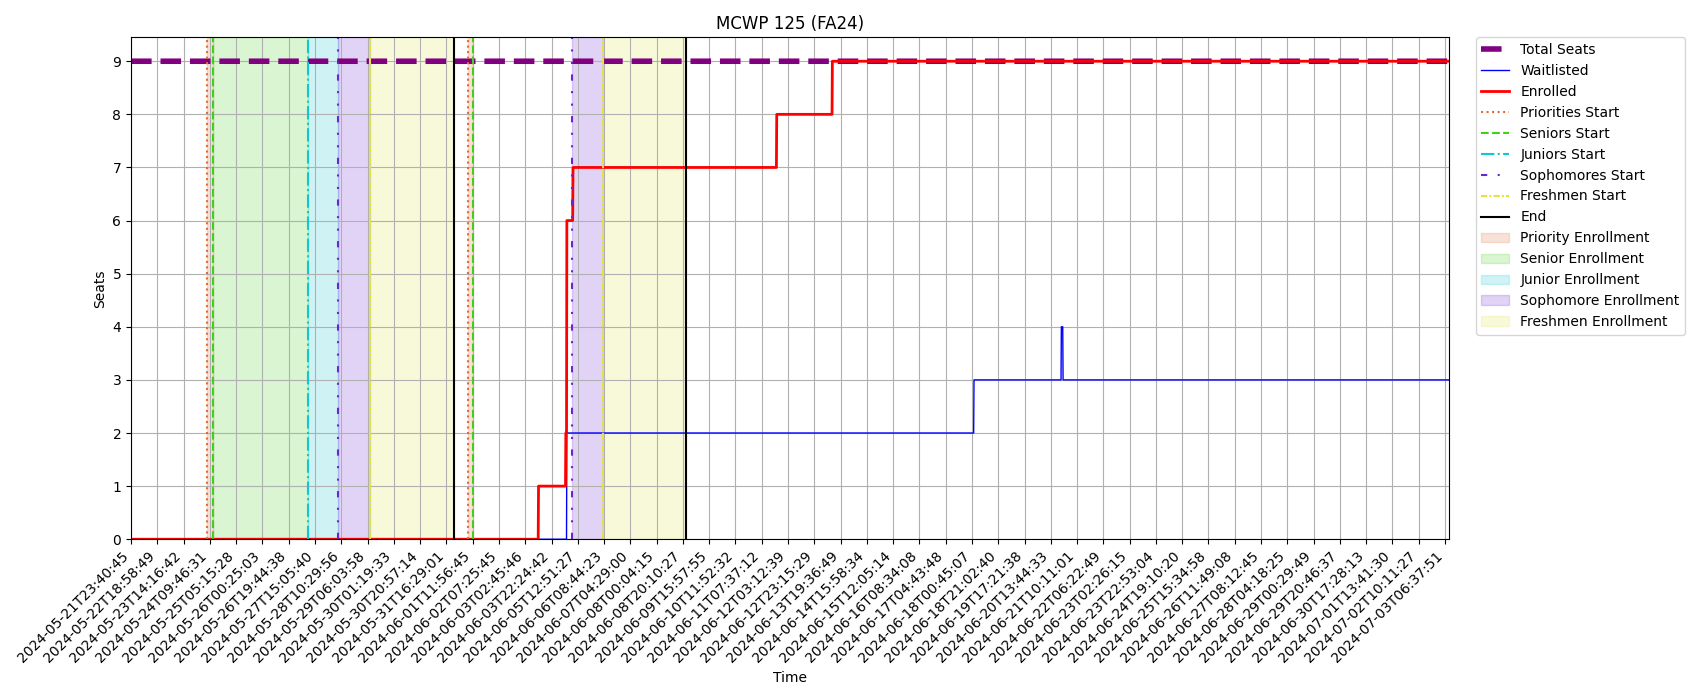 MCWP 125 (FA24)
Seats
9
8
7
6
5
4
3
2
1
0
2024-05-21T23:40:45
2024-05-22T18:58:49
2024-05-23T14:16:42
2024-05-24T09:46:31
2024-05-25T05:15:28
2024-05-26T00:25:03
2024-05-26T19:44:38
2024-05-27T15:05:40
2024-05-28T10:29:56
2024-05-29T06:03:58
2024-05-30T01:19:33
2024-05-30T20:57:14
2024-05-31T16:29:01
2024-06-01T11:56:45
2024-06-02T07:25:45
2024-06-03T02:45:46
2024-06-03T22:24:42
2024-06-05T12:51:27
2024-06-06T08:44:23
2024-06-07T04:29:00
2024-06-08T00:04:15
2024-06-08T20:10:27
2024-06-09T15:57:55
2024-06-10T11:52:32
2024-06-11T07:37:12
2024-06-12T03:12:39
2024-06-12T23:15:29
2024-06-13T19:36:49
2024-06-14T15:58:34
2024-06-15T12:05:14
2024-06-16T08:34:08
2024-06-17T04:43:48
2024-06-18T00:45:07
2024-06-18T21:02:40
2024-06-19T17:21:38
2024-06-20T13:44:33
2024-06-21T10:11:01
2024-06-22T06:22:49
2024-06-23T02:26:15
2024-06-23T22:53:04
2024-06-24T19:10:20
2024-06-25T15:34:58
2024-06-26T11:49:08
2024-06-27T08:12:45
2024-06-28T04:18:25
2024-06-29T00:29:49
2024-06-29T20:46:37
2024-06-30T17:28:13
2024-07-01T13:41:30
2024-07-02T10:11:27
2024-07-03T06:37:51
Time
Total Seats
Waitlisted
Enrolled
Priorities Start
Seniors Start
Juniors Start
Sophomores Start
Freshmen Start
End
Priority Enrollment
Senior Enrollment
Junior Enrollment
Sophomore Enrollment
Freshmen Enrollment